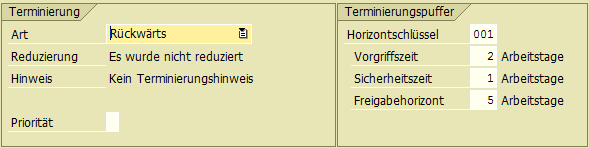 Terminierung
Art Rückwärts
Reduzierung Es wurde nicht reduziert
Hinweis Kein Terminierungshinweis
Priorität
Terminierungspuffer
Horizontschlüssel 001
Vorgriffszeit 2 Arbeitstage
Sicherheitszeit 1 Arbeitstage
Freigabehorizont 5 Arbeitstage